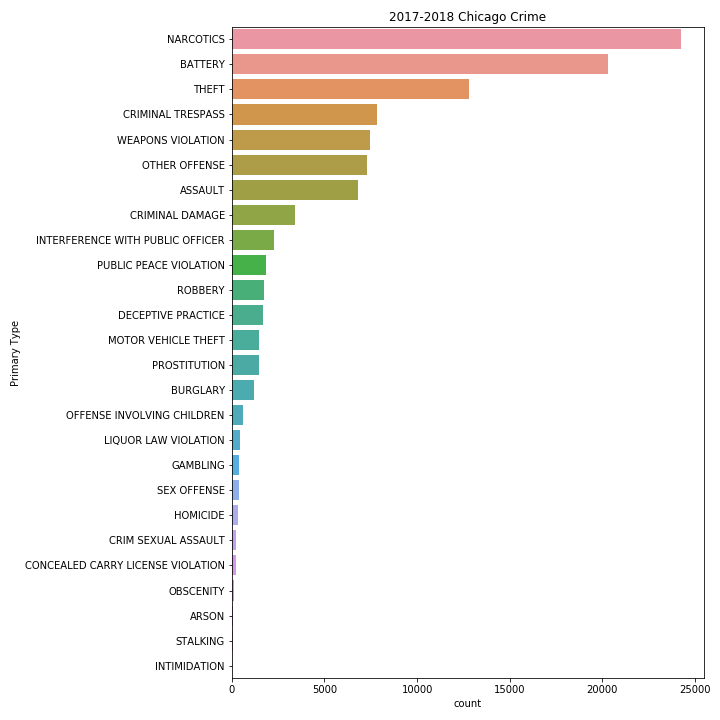 2017-2018 Chicago Crime
NARCOTICS
BATTERY
THEFT
CRIMINAL TRESPASS
WEAPONS VIOLATION
OTHER OFFENSE
ASSAULT
CRIMINAL DAMAGE
INTERFERENCE WITH PUBLIC OFFICER
PUBLIC PEACE VIOLATION
ROBBERY
DECEPTIVE PRACTICE
MOTOR VEHICLE THEFT
PROSTITUTION
BURGLARY
OFFENSE INVOLVING CHILDREN
LIQUOR LAW VIOLATION
GAMBLING
SEX OFFENSE
HOMICIDE
CRIM SEXUAL ASSAULT
CONCEALED CARRY LICENSE VIOLATION
OBSCENITY
ARSON
STALKING
INTIMIDATION
Primary Type
0 5000 10000 15000 20000 25000
count